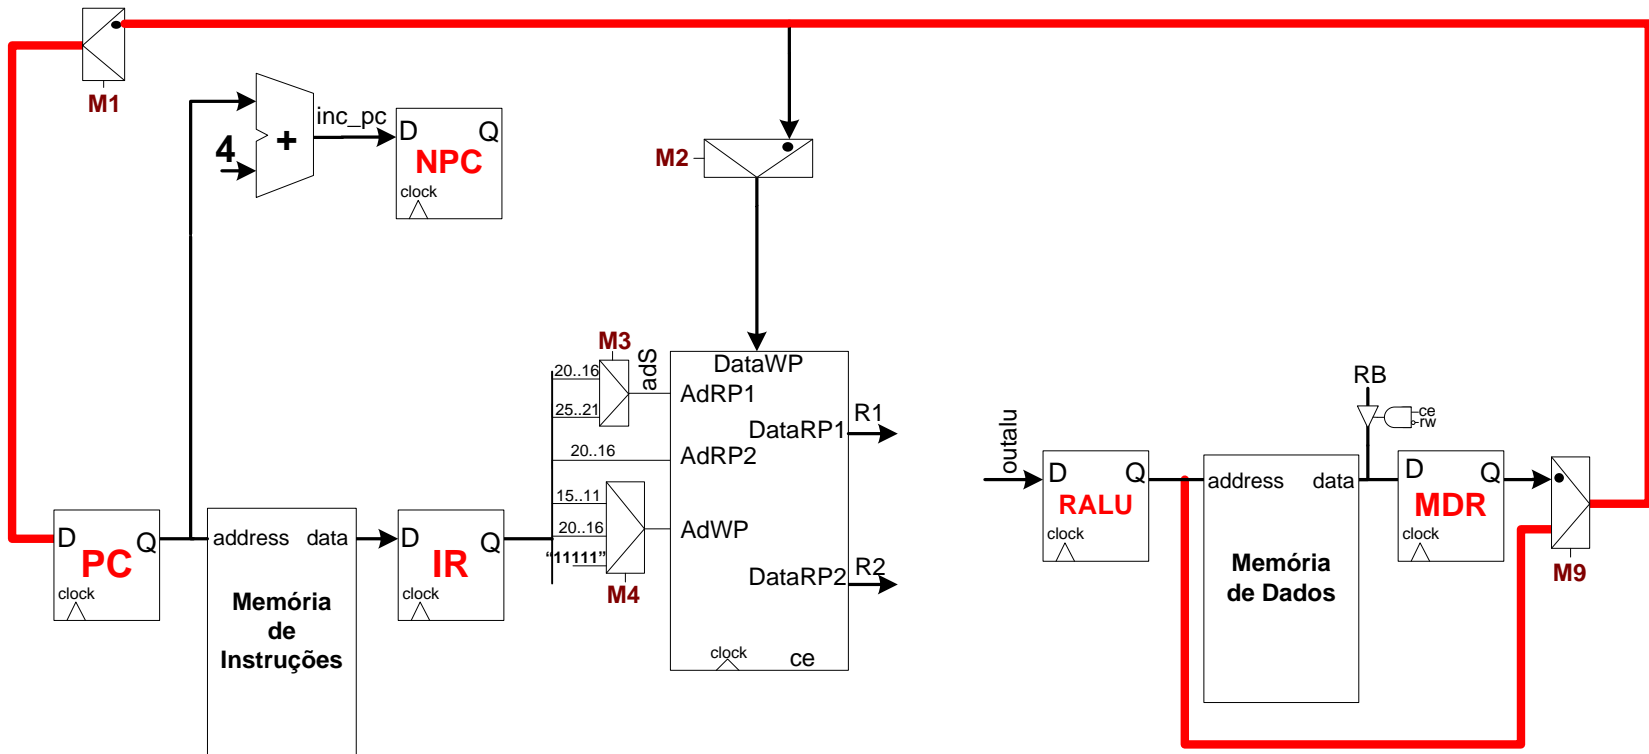 M1
inc_pc
4
+
D Q
NPC
clock
M2
M3
adS
20..16
25..21
20..16
15..11
20..16
“11111”
M4
DataWP
AdRP1
DataRP1
AdRP2
AdWP
DataRP2
clock
ce
R1
R2
D Q
PC
clock
address data
Memória
de
Instruções
D Q
IR
clock
outalu
D Q
RALU
clock
address data
Memória
de Dados
RB
ce
rw
D Q
MDR
clock
M9